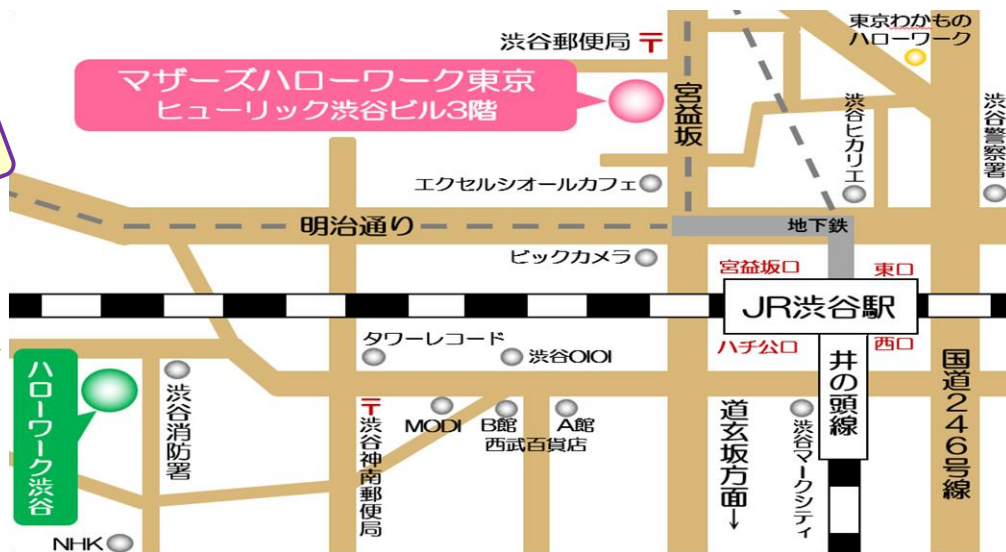 東京わかもの
ハローワーク
渋谷郵便局
〒
マザーズハローワーク東京
ヒューリック渋谷ビル3階
宮益坂
渋谷ヒカリエ
渋谷警察署
エクセルシオールカフェ
明治通り
地下鉄
ビックカメラ
宮益坂口
東口
JR渋谷駅
ハチ公口
西口
タワーレコード
渋谷OIOI
ハローワーク渋谷
渋谷消防署
〒
渋谷神南郵便局
MODI
B館
A館
西武百貨店
道玄坂方面→
渋谷マークシティ
井の頭線
国道246号線
NHK